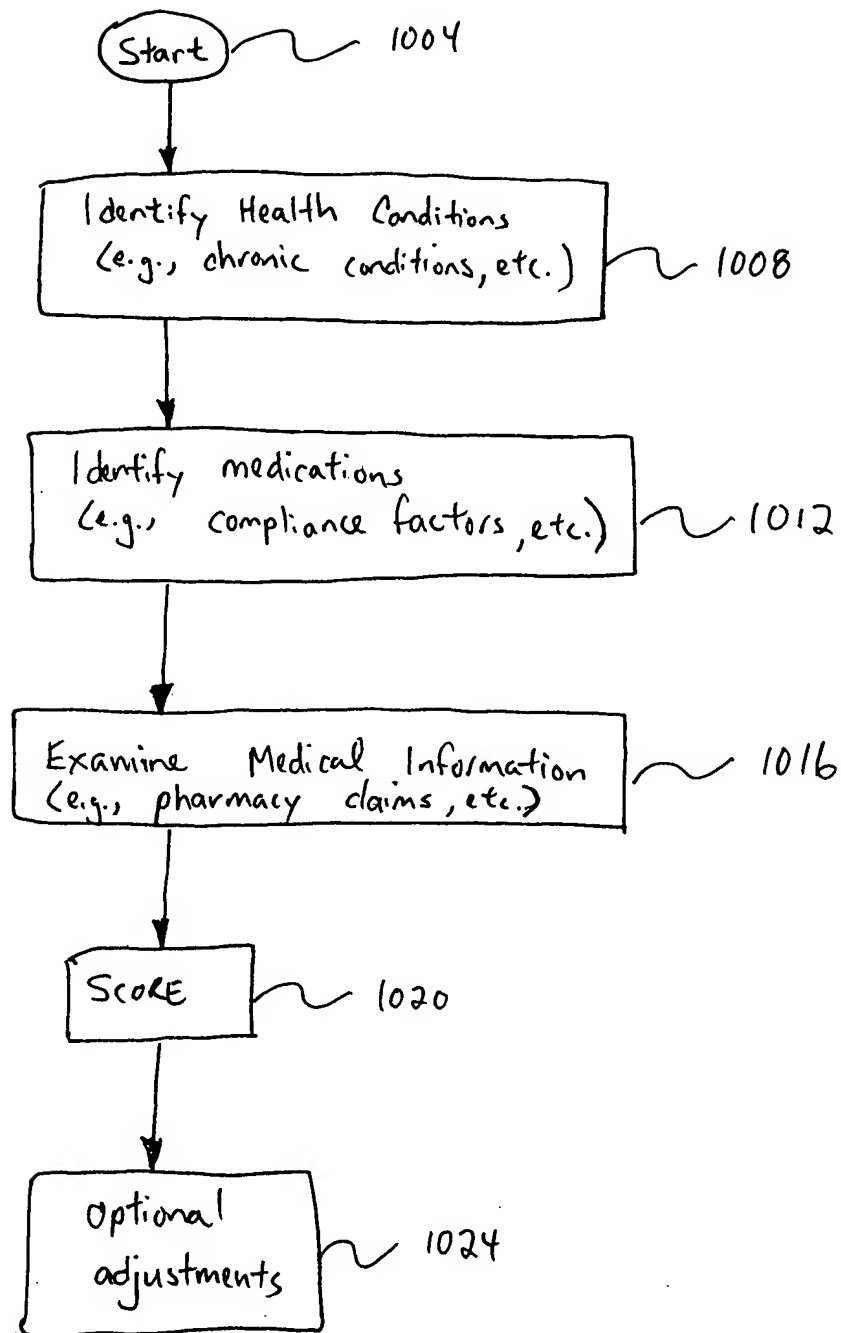 Start 1004
Identify Health Conditions
(e.g., chronic conditions, etc.) 1008
Identify medications
(e.g., compliance factors, etc.) 1012
Examine Medical Information 1016
(e.g., pharmacy claims, etc.)
SCORE 1020
Optional 1024
adjustments